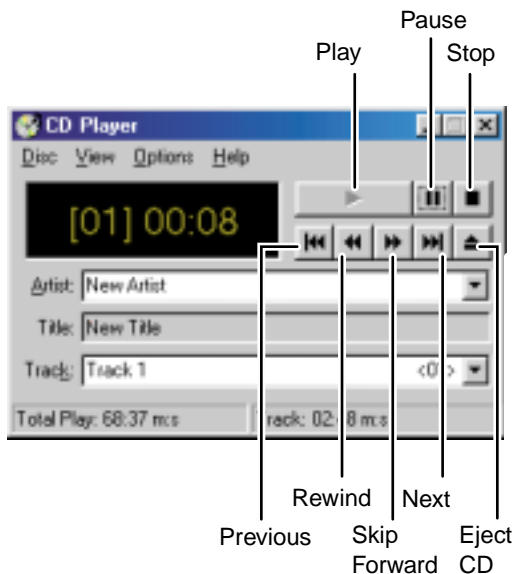 Pause
Play Stop
CD Player
Disc View Options Help
[01] 00:08
Artist: New Artist
Title: New Title
Track: Track 1
Total Play: 68:37 m:s
Rewind Next
Previous Skip Forward Eject CD